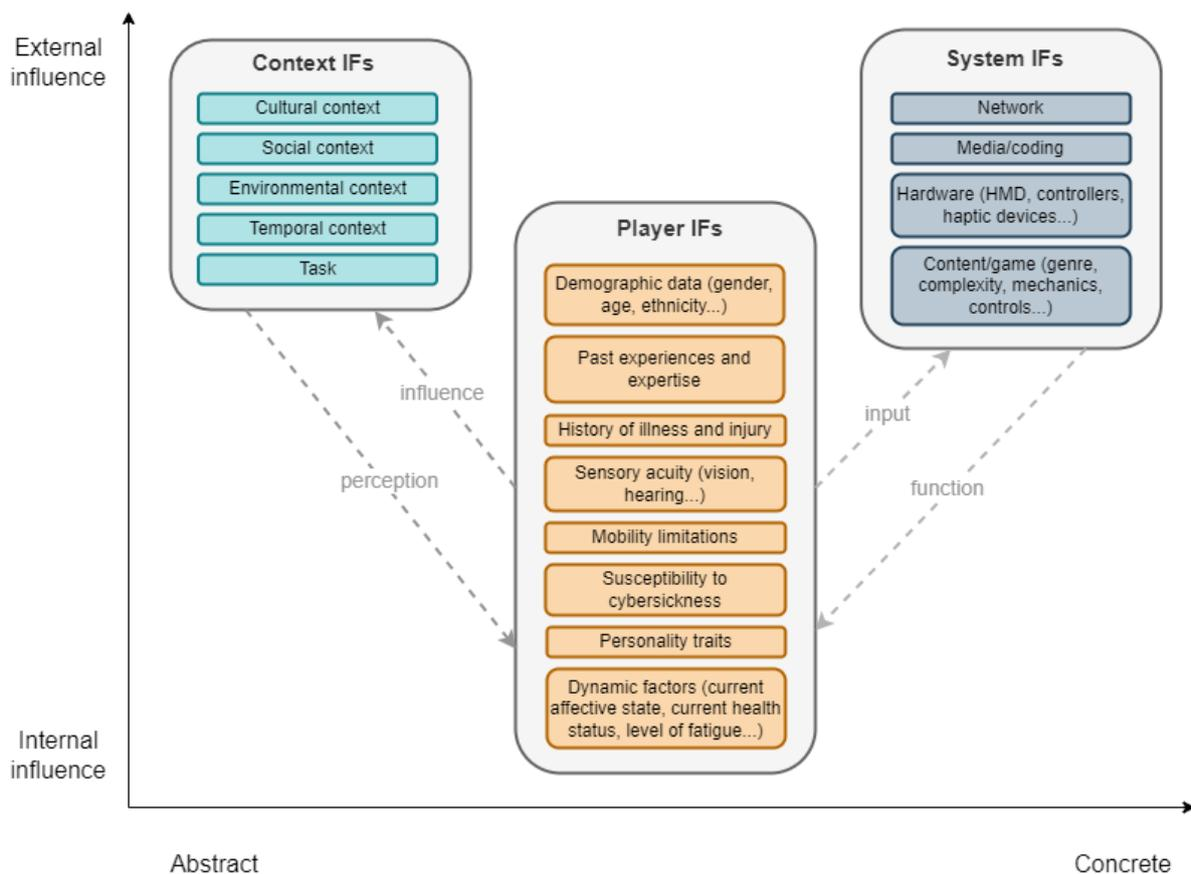 External
influence
Context IFs
Cultural context
Social context
Environmental context
Temporal context
Task
System IFs
Network
Media/coding
Hardware (HMD, controllers,
haptic devices...)
Content/game (genre,
complexity, mechanics,
controls...)
Player IFs
Demographic data (gender,
age, ethnicity...)
Past experiences and
expertise
History of illness and injury
Sensory acuity (vision,
hearing...)
Mobility limitations
Susceptibility to
cybersickness
Personality traits
Dynamic factors (current
affective state, current health
status, level of fatigue...)
influence
perception
input
function
Internal
influence
Abstract
Concrete